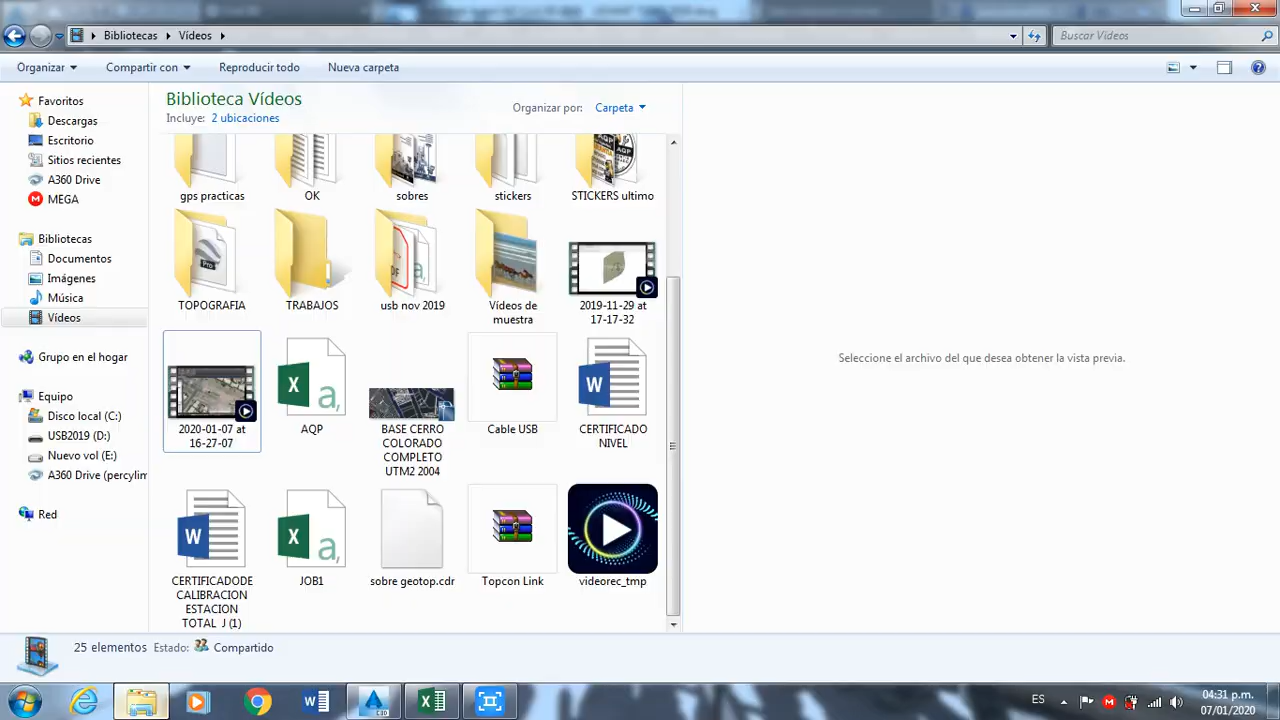 Bibliotecas
Vídeos
Buscar Vídeos
Organizar
Compartir con
Reproducir todo
Nueva carpeta
Favoritos
Descargas
Escritorio
Sitios recientes
A360 Drive
MEGA
Bibliotecas
Documentos
Imágenes
Música
Vídeos
Grupo en el hogar
Equipo
Disco local (C:)
USB2019 (D:)
Nuevo vol (E:)
A360 Drive (percylim
Red
Biblioteca Vídeos
Incluye: 2 ubicaciones
Organizar por: Carpeta
gps practicas
OK
sobres
stickers
STICKERS ultimo
TOPOGRAFIA
TRABAJOS
usb nov 2019
Vídeos de
muestra
2019-11-29 at
17-17-32
2020-01-07 at
16-27-07
AQP
BASE CERRO
COLORADO
COMPLETO
UTM2 2004
Cable USB
CERTIFICADO
NIVEL
CERTIFICADODE
CALIBRACION
ESTACION
TOTAL J (1)
JOB1
sobre geotop.cdr
Topcon Link
videorec_tmp
Seleccione el archivo del que desea obtener la vista previa.
25 elementos
Estado: Compartido
ES
04:31 p.m.
07/01/2020